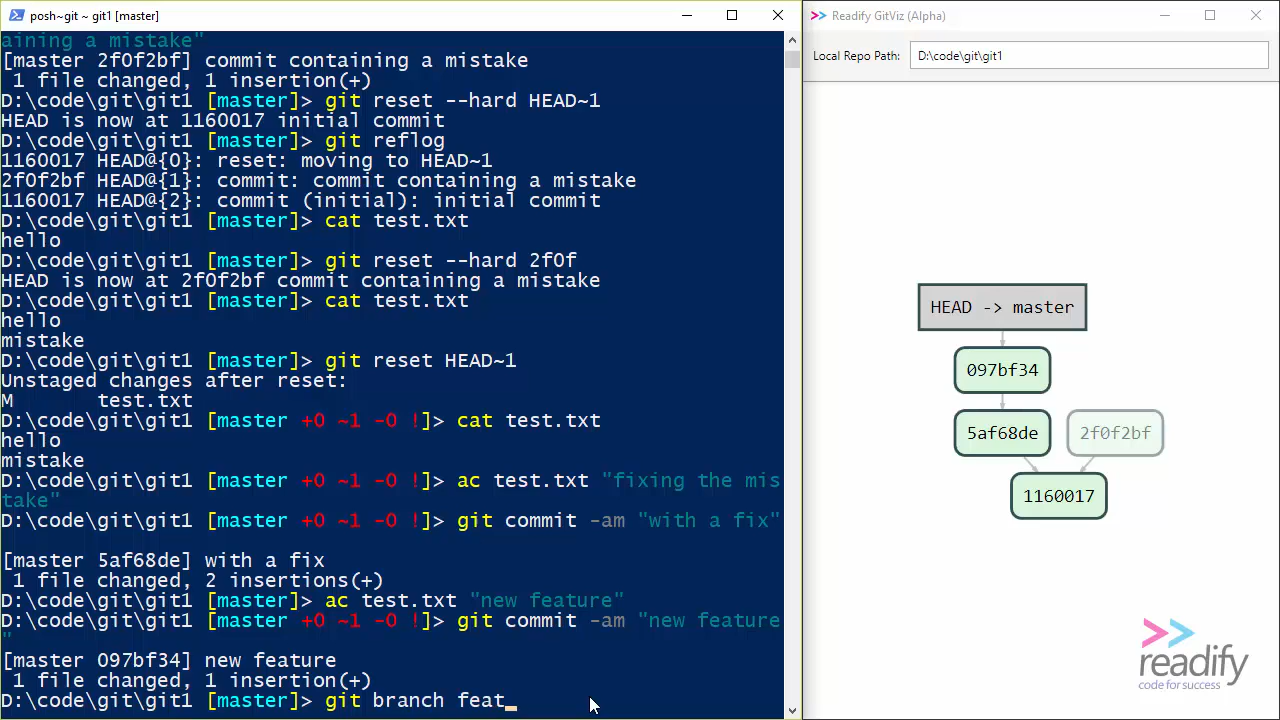 posh~git ~ git1 [master]
aining a mistake"
[master 2f0f2bf] commit containing a mistake
 1 file changed, 1 insertion(+)
D:\code\git\git1 [master]> git reset --hard HEAD~1
HEAD is now at 1160017 initial commit
D:\code\git\git1 [master]> git reflog
1160017 HEAD@{0}: reset: moving to HEAD~1
2f0f2bf HEAD@{1}: commit: commit containing a mistake
1160017 HEAD@{2}: commit (initial): initial commit
D:\code\git\git1 [master]> cat test.txt
hello
D:\code\git\git1 [master]> git reset --hard 2f0f
HEAD is now at 2f0f2bf commit containing a mistake
D:\code\git\git1 [master]> cat test.txt
hello
mistake
D:\code\git\git1 [master]> git reset HEAD~1
Unstaged changes after reset:
M       test.txt
D:\code\git\git1 [master +0 ~1 -0 !]> cat test.txt
hello
mistake
D:\code\git\git1 [master +0 ~1 -0 !]> ac test.txt "fixing the mis
take"
D:\code\git\git1 [master +0 ~1 -0 !]> git commit -am "with a fix"
[master 5af68de] with a fix
 1 file changed, 2 insertions(+)
D:\code\git\git1 [master]> ac test.txt "new feature"
D:\code\git\git1 [master +0 ~1 -0 !]> git commit -am "new feature
"
[master 097bf34] new feature
 1 file changed, 1 insertion(+)
D:\code\git\git1 [master]> git branch feat_
Readify GitViz (Alpha)
Local Repo Path: D:\code\git\git1
HEAD -> master
097bf34
5af68de 2f0f2bf
1160017
readify
code for success